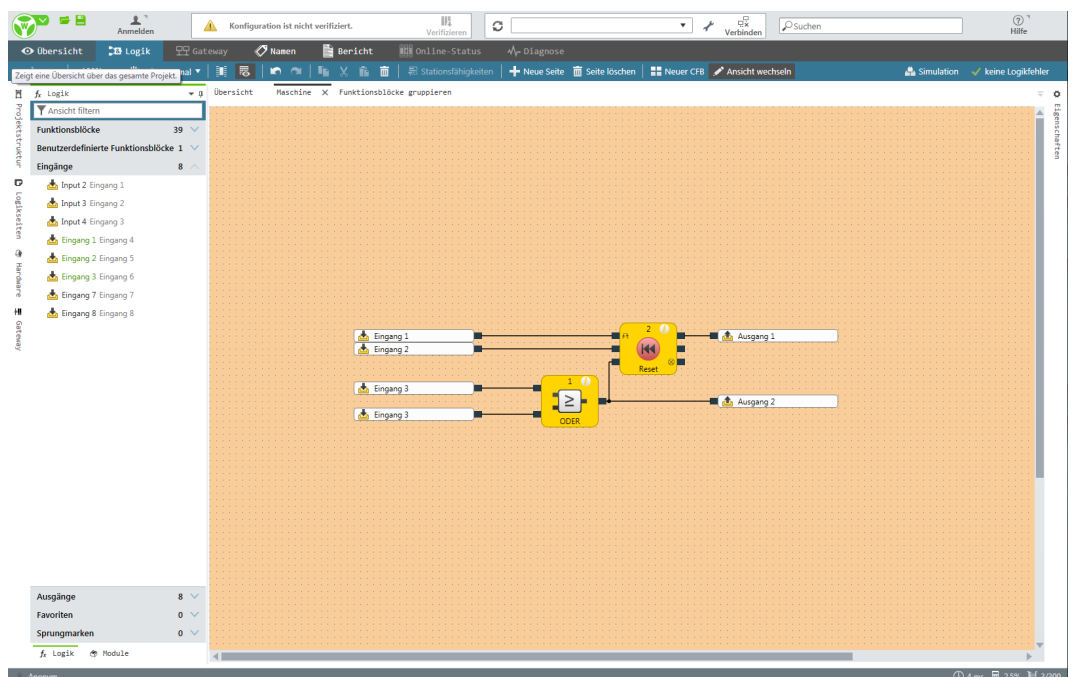 Anmelden
Konfiguration ist nicht verifiziert.
Verifizieren
Verbinden
Suchen
Hilfe
Übersicht
Logik
Gateway
Namen
Bericht
Online-Status
Diagnose
Zeigt eine Übersicht über das gesamte Projekt.
Stationsfähigkeiten
Neue Seite
Seite löschen
Neuer CFB
Ansicht wechseln
Simulation
keine Logikfehler
Projektstruktur
Logikseiten
Hardware
Gateway
fx Logik
Ansicht filtern
Funktionsblöcke 39
Benutzerdefinierte Funktionsblöcke 1
Eingänge 8
Input 2 Eingang 1
Input 3 Eingang 2
Input 4 Eingang 3
Eingang 1 Eingang 4
Eingang 2 Eingang 5
Eingang 3 Eingang 6
Eingang 7 Eingang 7
Eingang 8 Eingang 8
Ausgänge 8
Favoriten 0
Sprungmarken 0
fx Logik
Module
Übersicht
Maschine X
Funktionsblöcke gruppieren
Eingang 1
Eingang 2
2
Reset
Ausgang 1
Eingang 3
Eingang 3
1
≥
ODER
Ausgang 2
Eigenschaften